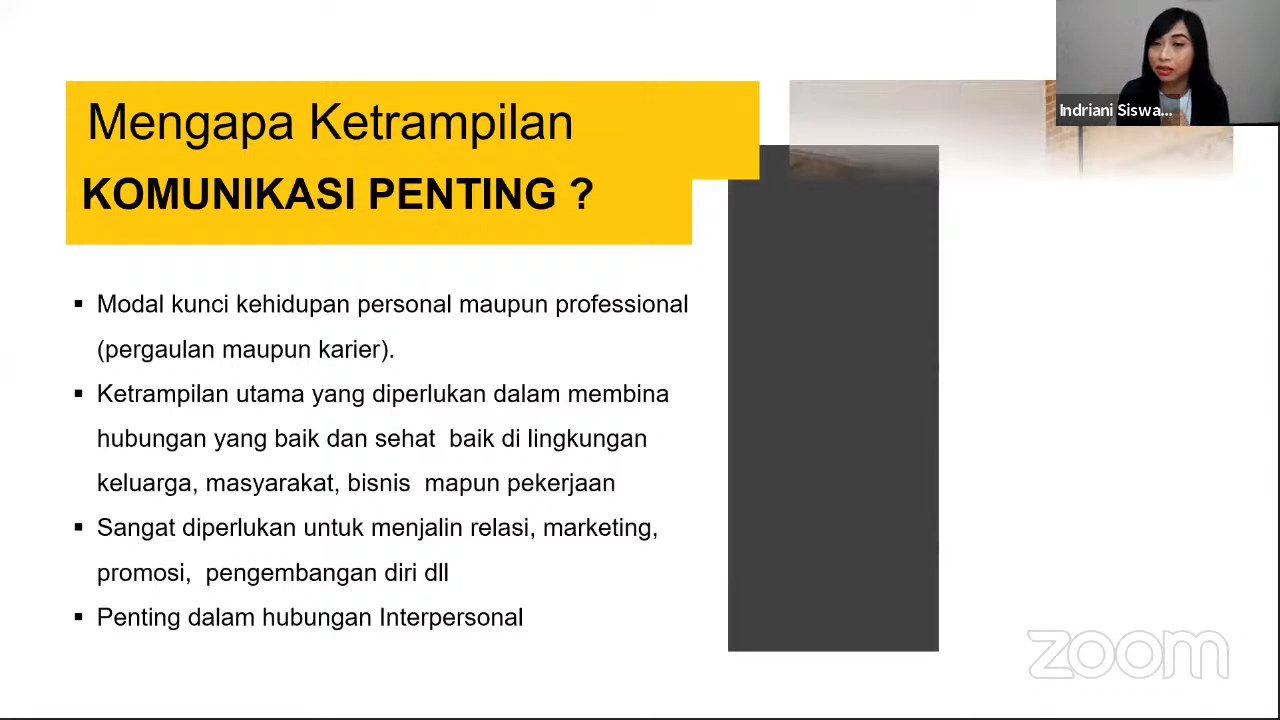 Mengapa Ketrampilan
KOMUNIKASI PENTING ?
Indriani Siswa...
▪ Modal kunci kehidupan personal maupun professional
(pergaulan maupun karier).
▪ Ketrampilan utama yang diperlukan dalam membina
hubungan yang baik dan sehat  baik di lingkungan
keluarga, masyarakat, bisnis  mapun pekerjaan
▪ Sangat diperlukan untuk menjalin relasi, marketing,
promosi,  pengembangan diri dll
▪ Penting dalam hubungan Interpersonal
zoom